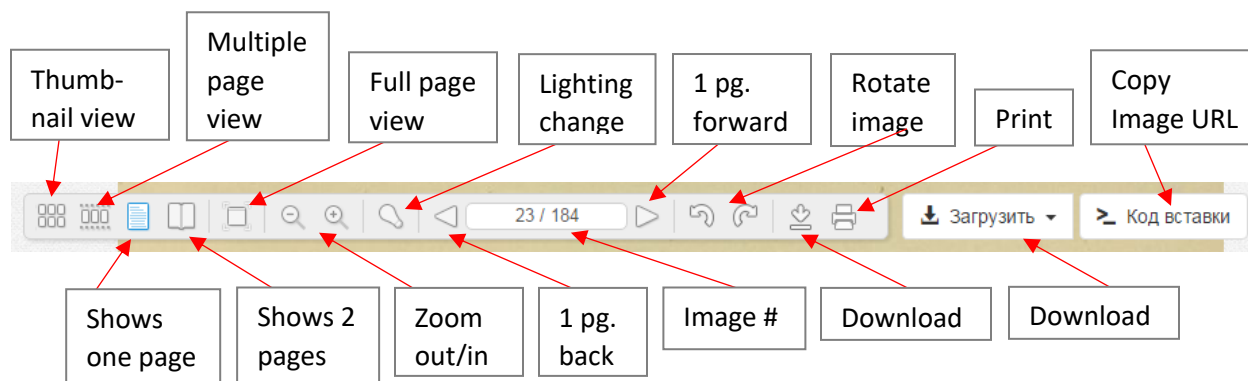 Thumb-
nail view
Multiple
page
view
Full page
view
Lighting
change
1 pg.
forward
Rotate
image
Print
Copy
Image URL
23 / 184
Загрузить
Код вставки
Shows
one page
Shows 2
pages
Zoom
out/in
1 pg.
back
Image #
Download
Download